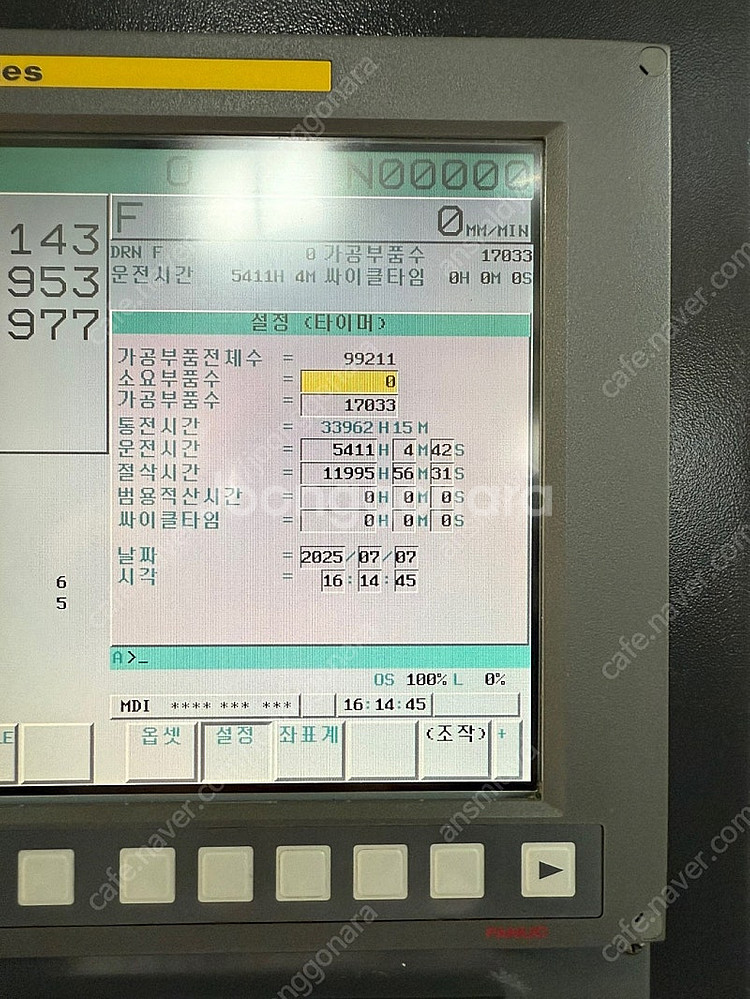 es
O N00000
143
953
977
F 0 MM/MIN
DRN F 0 가공부품수 17033
운전시간 5411H 4M 싸이클타임 0H 0M 0S
설정 (타이머)
가공부품전체수 = 99211
소요부품수 = 0
가공부품수 = 17033
통전시간 = 33962 H 15 M
운전시간 = 5411 H 4 M 42 S
절삭시간 = 11995 H 56 M 31 S
범용적산시간 = 0 H 0 M 0 S
싸이클타임 = 0 H 0 M 0 S
날짜 = 2025/07/07
시각 = 16:14:45
6
5
A>_
OS 100% L 0%
MDI **** *** *** 16:14:45
옵셋 설정 좌표계 (조작) +
FANUC
joonggonara
cafe.naver.com